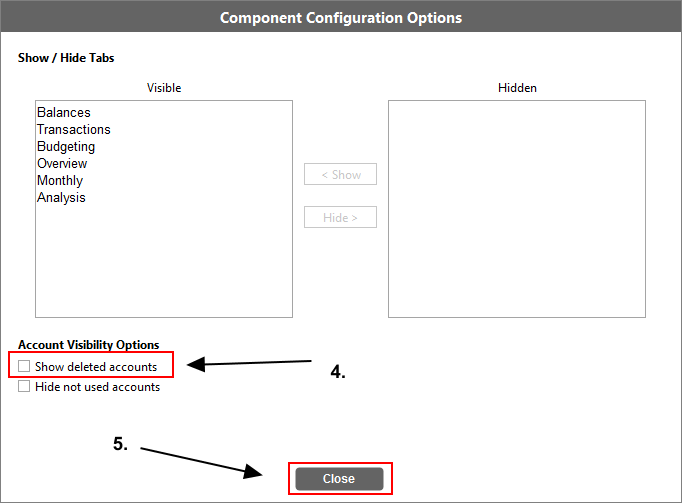 Component Configuration Options
Show / Hide Tabs
Visible
Hidden
Balances
Transactions
Budgeting
Overview
Monthly
Analysis
< Show
Hide >
Account Visibility Options
Show deleted accounts
4.
Hide not used accounts
5.
Close